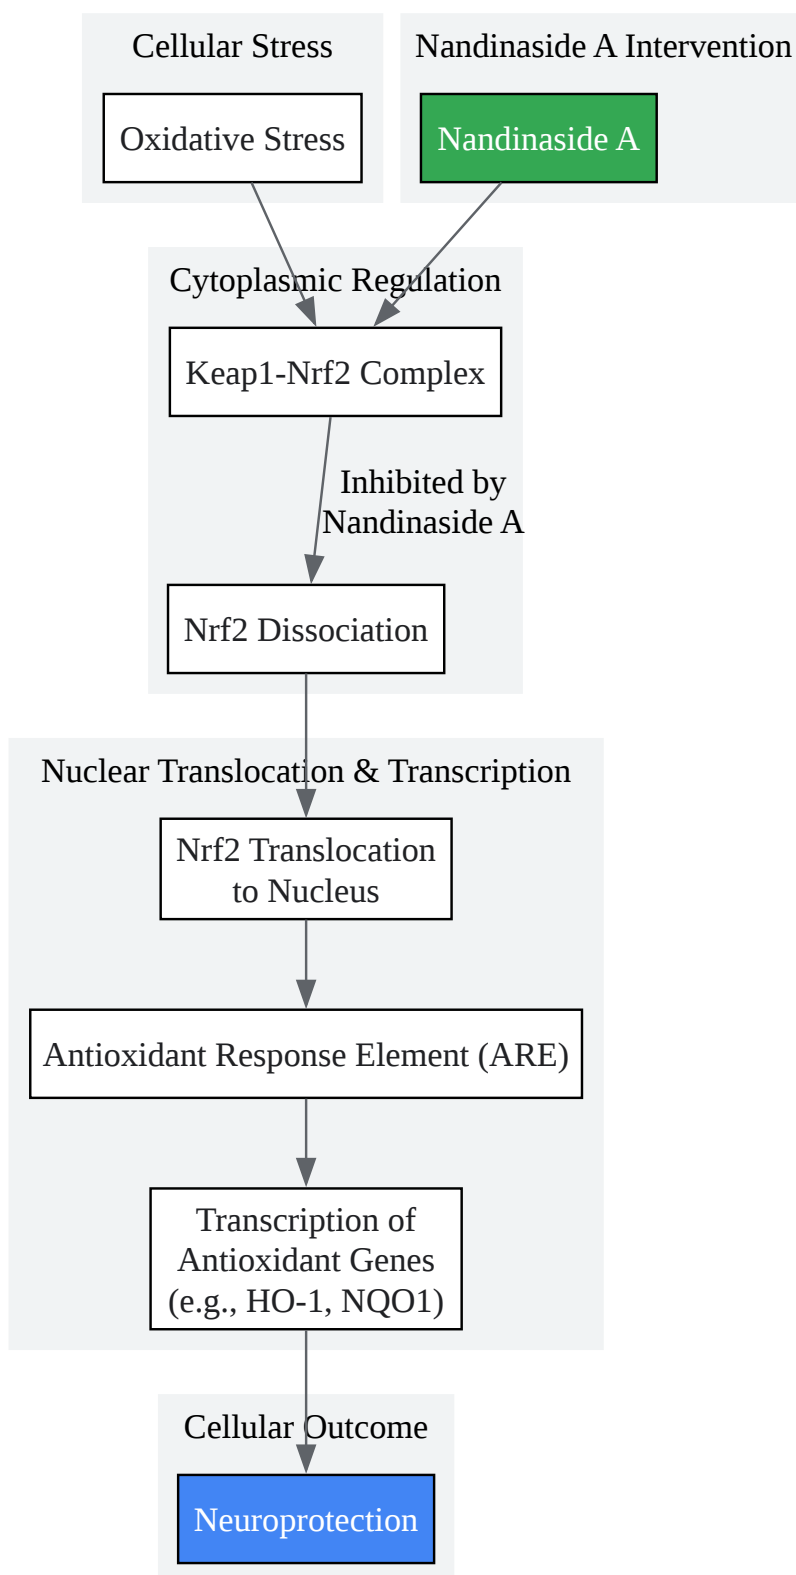 Cellular Stress
Nandinaside A Intervention
Oxidative Stress
Nandinaside A
Cytoplasmic Regulation
Keap1-Nrf2 Complex
Inhibited by
Nandinaside A
Nrf2 Dissociation
Nuclear Translocation & Transcription
Nrf2 Translocation
to Nucleus
Antioxidant Response Element (ARE)
Transcription of
Antioxidant Genes
(e.g., HO-1, NQO1)
Cellular Outcome
Neuroprotection